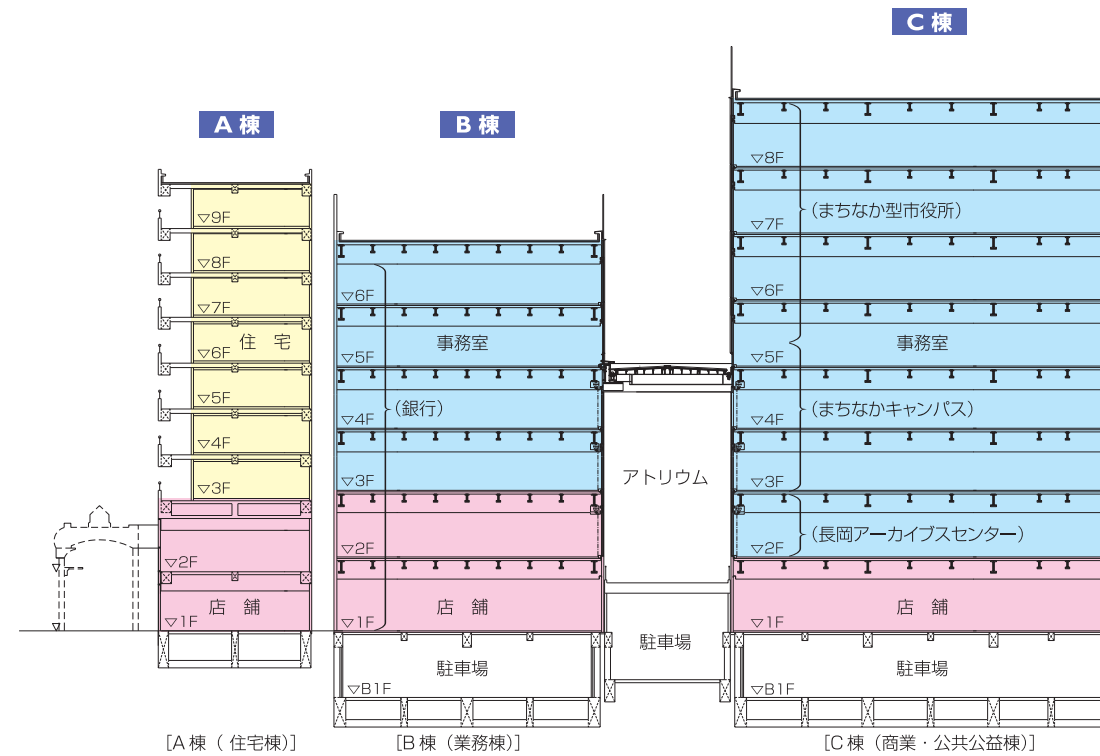 A 棟
▽9F
▽8F
▽7F
▽6F
住 宅
▽5F
▽4F
▽3F
▽2F
店 舗
▽1F
[A 棟（ 住宅棟）]
B 棟
▽6F
事務室
▽5F
（銀行）
▽4F
▽3F
▽2F
店 舗
▽1F
駐車場
▽B1F
[B 棟（業務棟）]
アトリウム
駐車場
C 棟
▽8F
（まちなか型市役所）
▽7F
▽6F
事務室
▽5F
（まちなかキャンパス）
▽4F
▽3F
（長岡アーカイブスセンター）
▽2F
店 舗
▽1F
駐車場
▽B1F
[C 棟（商業・公共公益棟）]